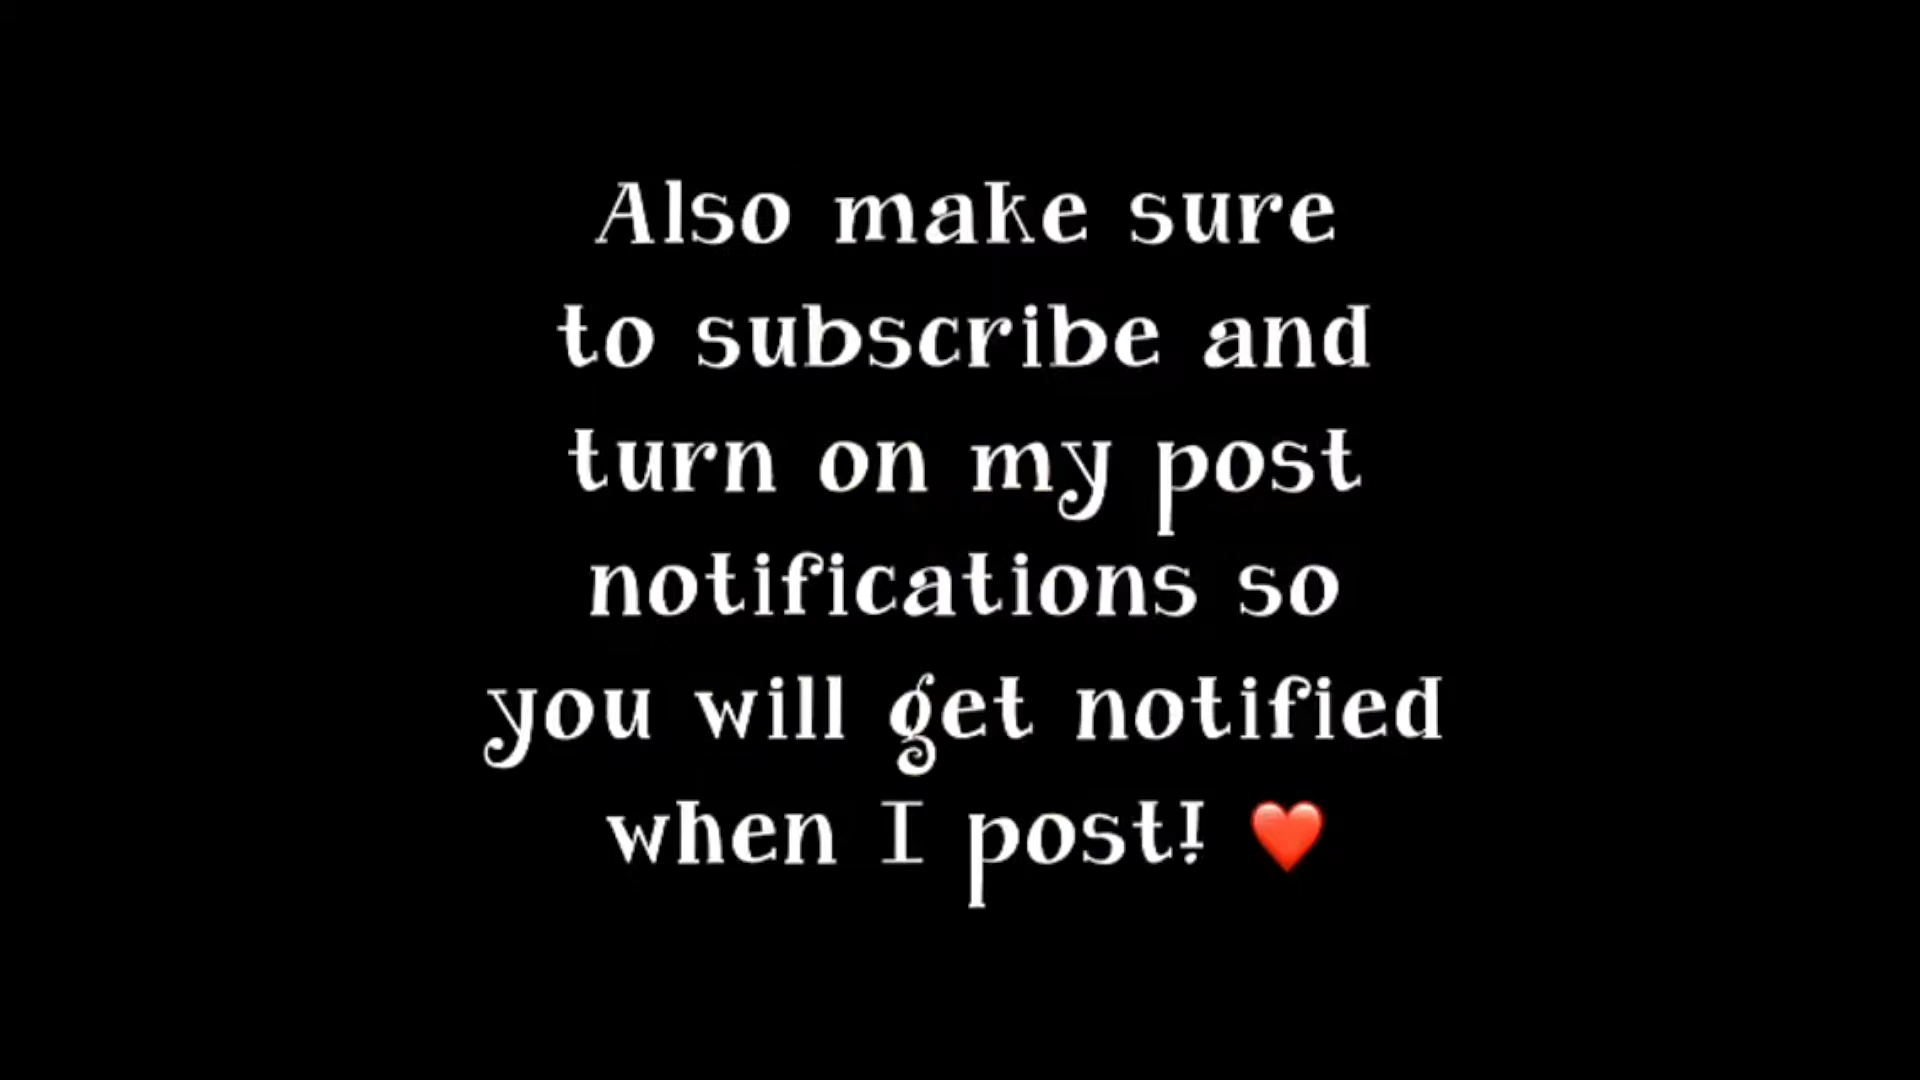 Also make sure
to subscribe and
turn on my post
notifications so
you will get notified
when I post! ❤️